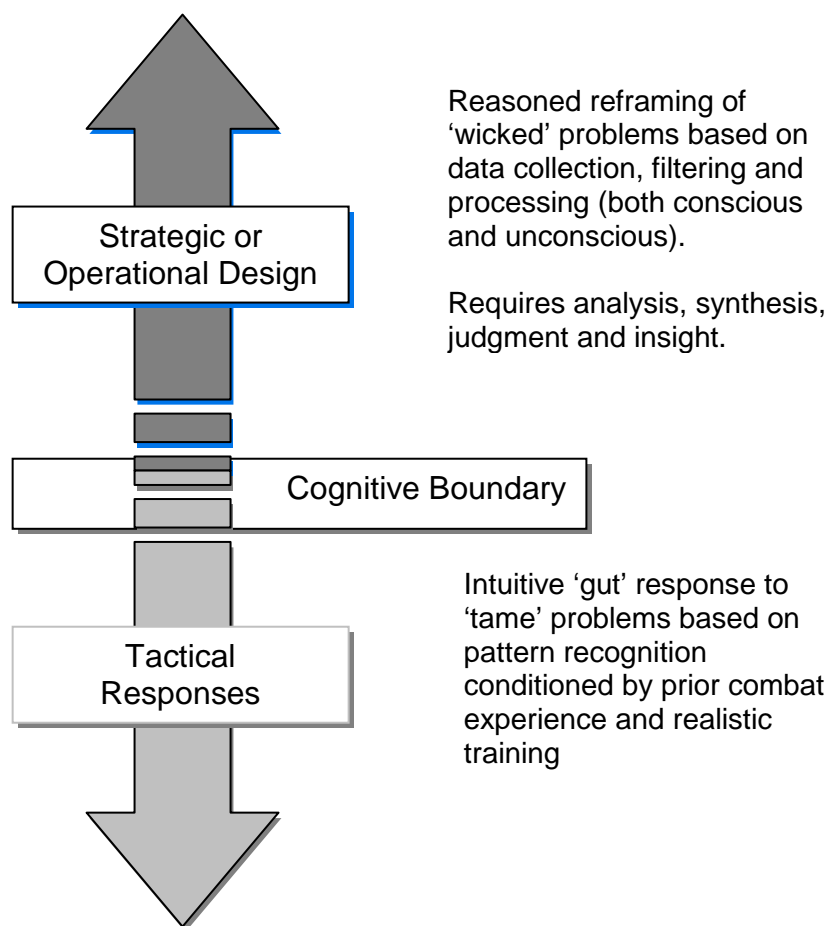 Reasoned reframing of
‘wicked’ problems based on
data collection, filtering and
processing (both conscious
and unconscious).
Requires analysis, synthesis,
judgment and insight.
Strategic or
Operational Design
Cognitive Boundary
Intuitive ‘gut’ response to
‘tame’ problems based on
pattern recognition
conditioned by prior combat
experience and realistic
training
Tactical
Responses